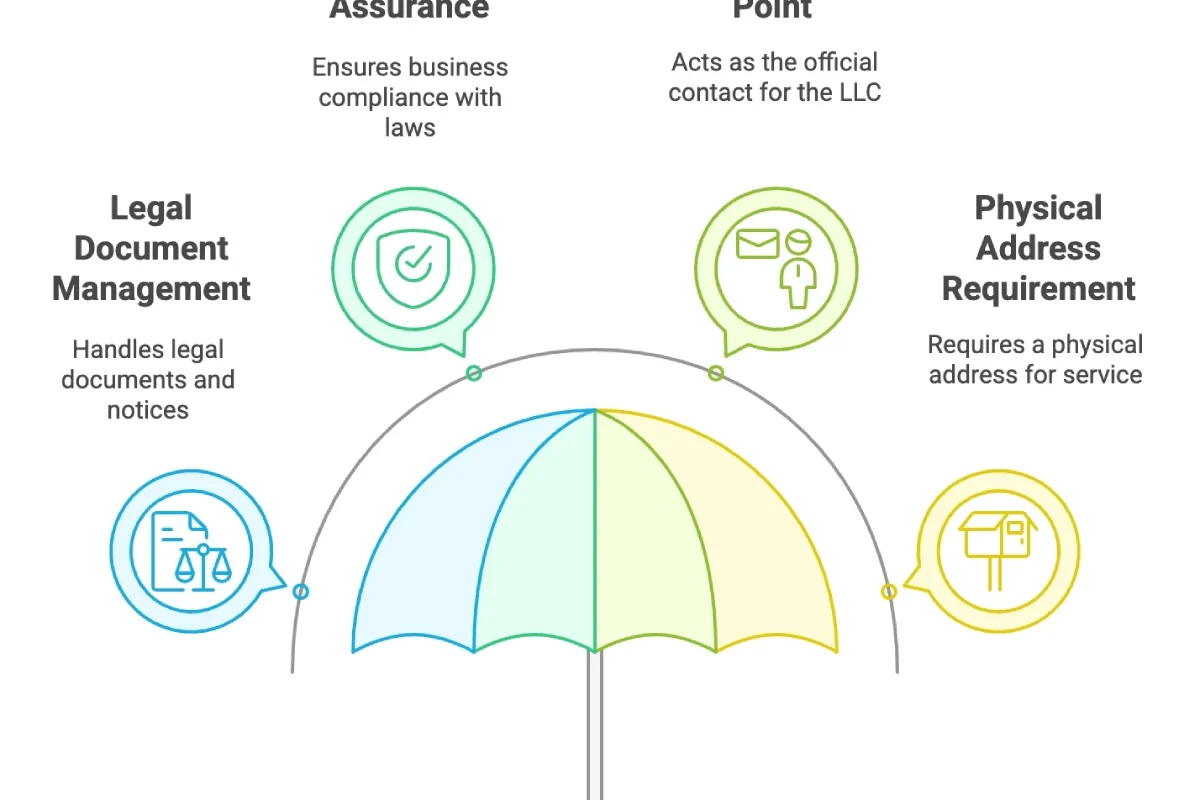 Assurance
Ensures business
compliance with
laws
Point
Acts as the official
contact for the LLC
Legal
Document
Management
Handles legal
documents and
notices
Physical
Address
Requirement
Requires a physical
address for service